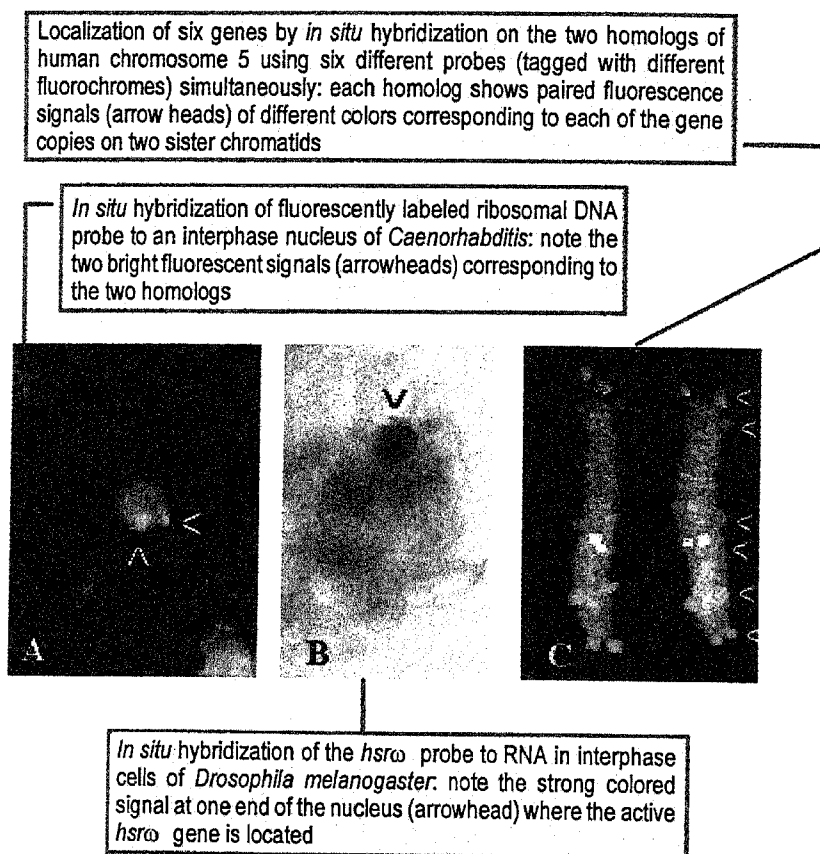 Localization of six genes by in situ hybridization on the two homologs of
human chromosome 5 using six different probes (tagged with different
fluorochromes) simultaneously: each homolog shows paired fluorescence
signals (arrow heads) of different colors corresponding to each of the gene
copies on two sister chromatids
In situ hybridization of fluorescently labeled ribosomal DNA
probe to an interphase nucleus of Caenorhabditis: note the
two bright fluorescent signals (arrowheads) corresponding to
the two homologs
A
B
C
In situ hybridization of the hsrω probe to RNA in interphase
cells of Drosophila melanogaster: note the strong colored
signal at one end of the nucleus (arrowhead) where the active
hsrω gene is located